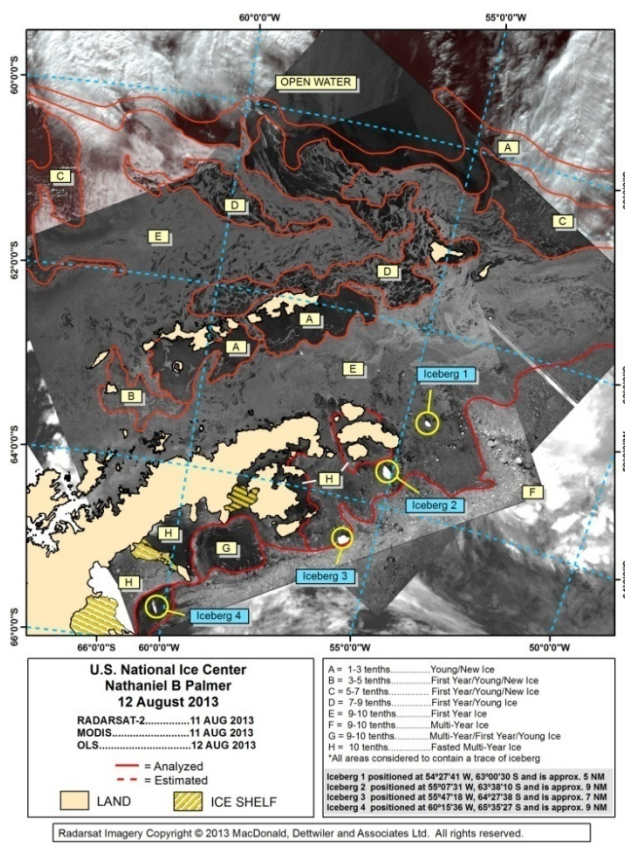 60°0'0"W 55°0'0"W
60°0'0"S
OPEN WATER
A
C
D
C
E
62°0'0"S
D
A
A
E
Iceberg 1
B
64°0'0"S
H
F
Iceberg 2
H
G
Iceberg 3
H
Iceberg 4
66°0'0"S
66°0'0"W 60°0'0"W 55°0'0"W 50°0'0"W
U.S. National Ice Center
Nathaniel B Palmer
12 August 2013
RADARSAT-2...............11 AUG 2013
MODIS.......................11 AUG 2013
OLS...........................12 AUG 2013
= Analyzed
= Estimated
LAND ICE SHELF
A = 1-3 tenths..............Young/New Ice
B = 3-5 tenths..............First Year/Young/New Ice
C = 5-7 tenths..............First Year/Young/New Ice
D = 7-9 tenths..............First Year/Young Ice
E = 9-10 tenths............First Year Ice
F = 9-10 tenths............Multi-Year Ice
G = 9-10 tenths............Multi-Year/First Year/Young Ice
H = 10 tenths..............Fasted Multi-Year Ice
*All areas considered to contain a trace of iceberg
Iceberg 1 positioned at 54°27'41 W, 63°00'30 S and is approx. 5 NM
Iceberg 2 positioned at 55°07'31 W, 63°38'10 S and is approx. 9 NM
Iceberg 3 positioned at 55°47'18 W, 64°27'38 S and is approx. 7 NM
Iceberg 4 positioned at 60°15'36 W, 65°35'27 S and is approx. 9 NM
Radarsat Imagery Copyright © 2013 MacDonald, Dettwiler and Associates Ltd. All rights reserved.